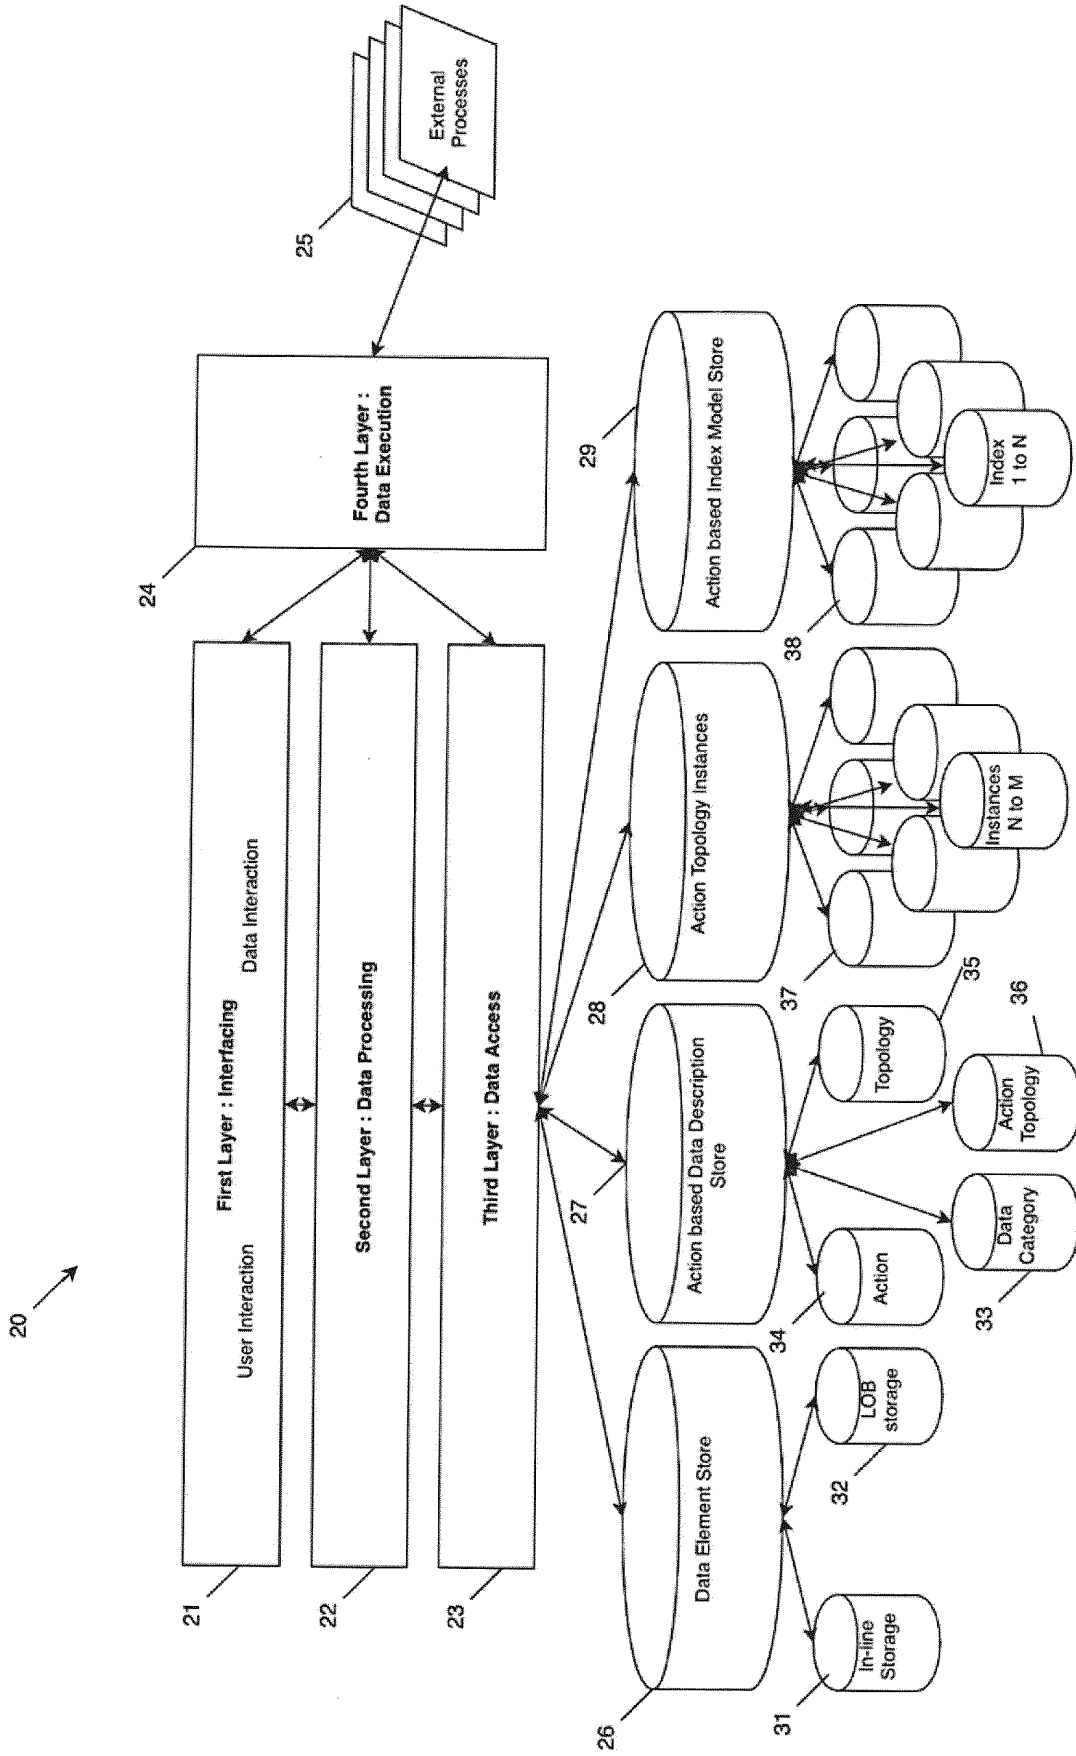 20
21
First Layer : Interfacing
User Interaction
Data Interaction
22
Second Layer : Data Processing
23
Third Layer : Data Access
24
Fourth Layer :
Data Execution
25
External
Processes
26
Data Element Store
27
Action based Data Description
Store
28
Action Topology Instances
29
Action based Index Model Store
31
In-line
Storage
32
LOB
storage
34
Action
33
Data
Category
35
Topology
36
Action
Topology
37
Instances
N to M
38
Index
1 to N